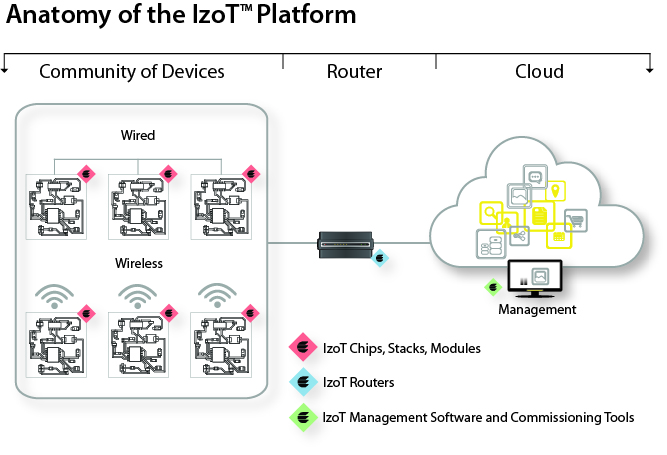 Anatomy of the IzoT™ Platform
Community of Devices
Router
Cloud
Wired
Wireless
Management
IzoT Chips, Stacks, Modules
IzoT Routers
IzoT Management Software and Commissioning Tools